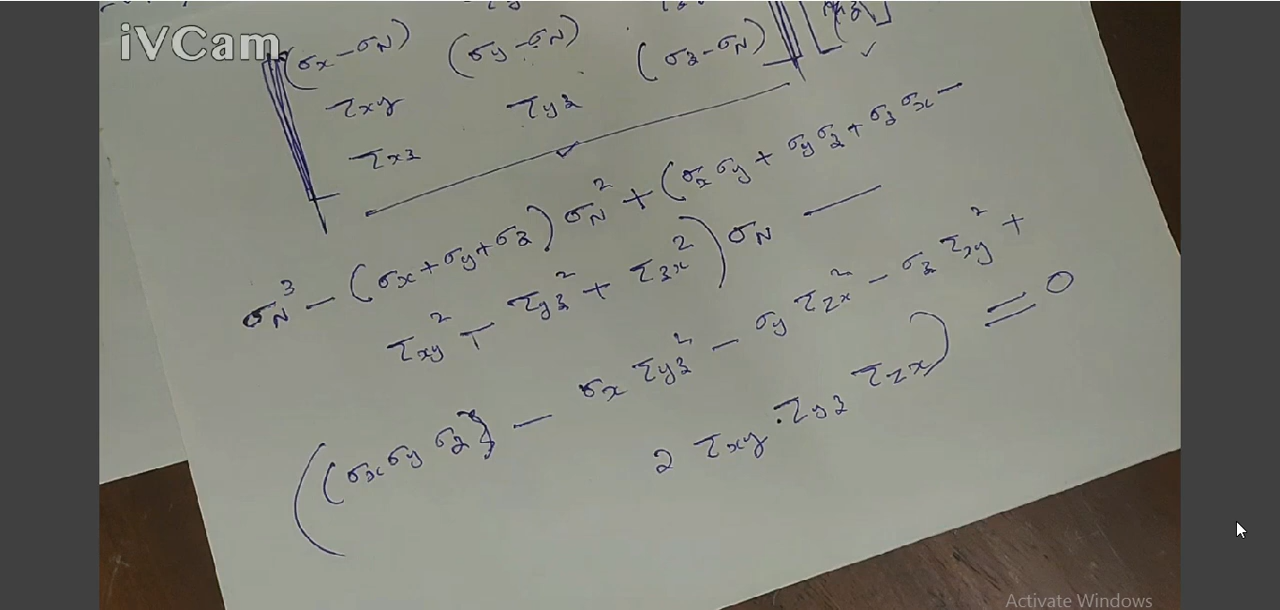 iVCam
(σx - σN) (σy - σN) (σz - σN)
τxy τyz
τxz
σN³ - (σx + σy + σz) σN² + (σx σy + σy σz + σz σx -
τxy² + τyz² + τzx²) σN -
((σx σy σz) - σx τyz² - σy τzx² - σz τxy² +
2 τxy . τyz τzx) = 0
Activate Windows